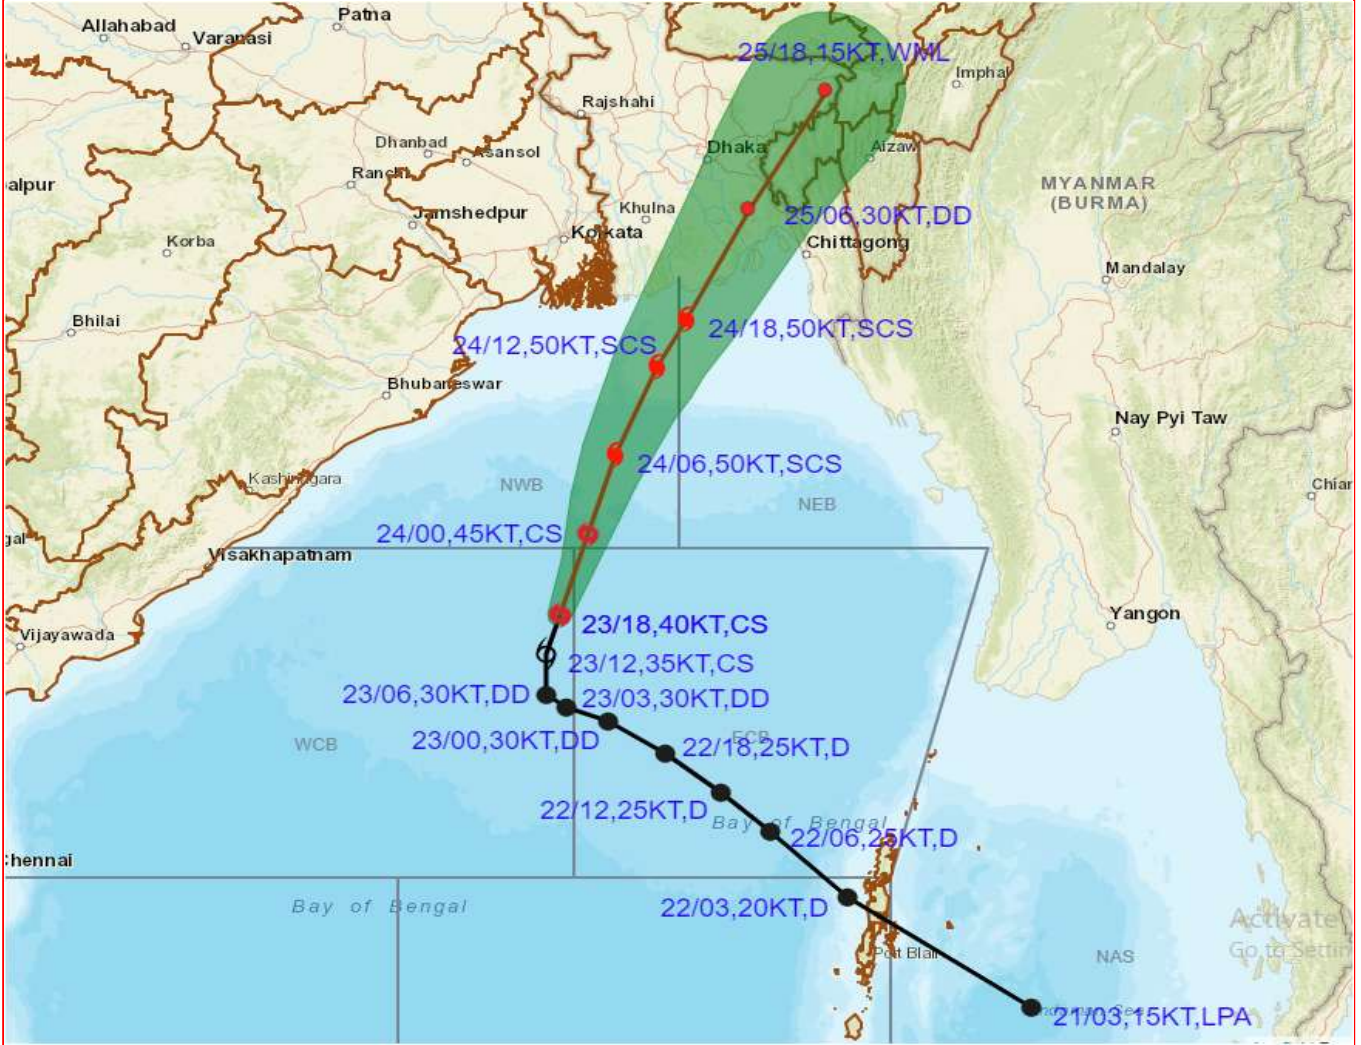 Patna
Allahabad
Varanasi
25/18,15KT,WML
Imphal
Rajshahi
Dhanbad
Asansol
Dhaka
Aizaw
Ranchi
alpur
MYANMAR
(BURMA)
Khulna
Jamshedpur
25/06,30KT,DD
Kolkata
Korba
Chittagong
Mandalay
Bhilai
24/18,50KT,SCS
24/12,50KT,SCS
Bhubaneswar
Nay Pyi Taw
24/06,50KT,SCS
Kashinagara
NWB
Chiar
NEB
24/00,45KT,CS
gal
Visakhapatnam
Yangon
23/18,40KT,CS
Vijayawada
23/12,35KT,CS
23/06,30KT,DD
23/03,30KT,DD
ECB
WCB
23/00,30KT,DD
22/18,25KT,D
22/12,25KT,D
Bay of Bengal
22/06,25KT,D
Chennai
Bay of Bengal
22/03,20KT,D
Activate
Go to Settin
Port Blair
NAS
Andaman Sea
21/03,15KT,LPA